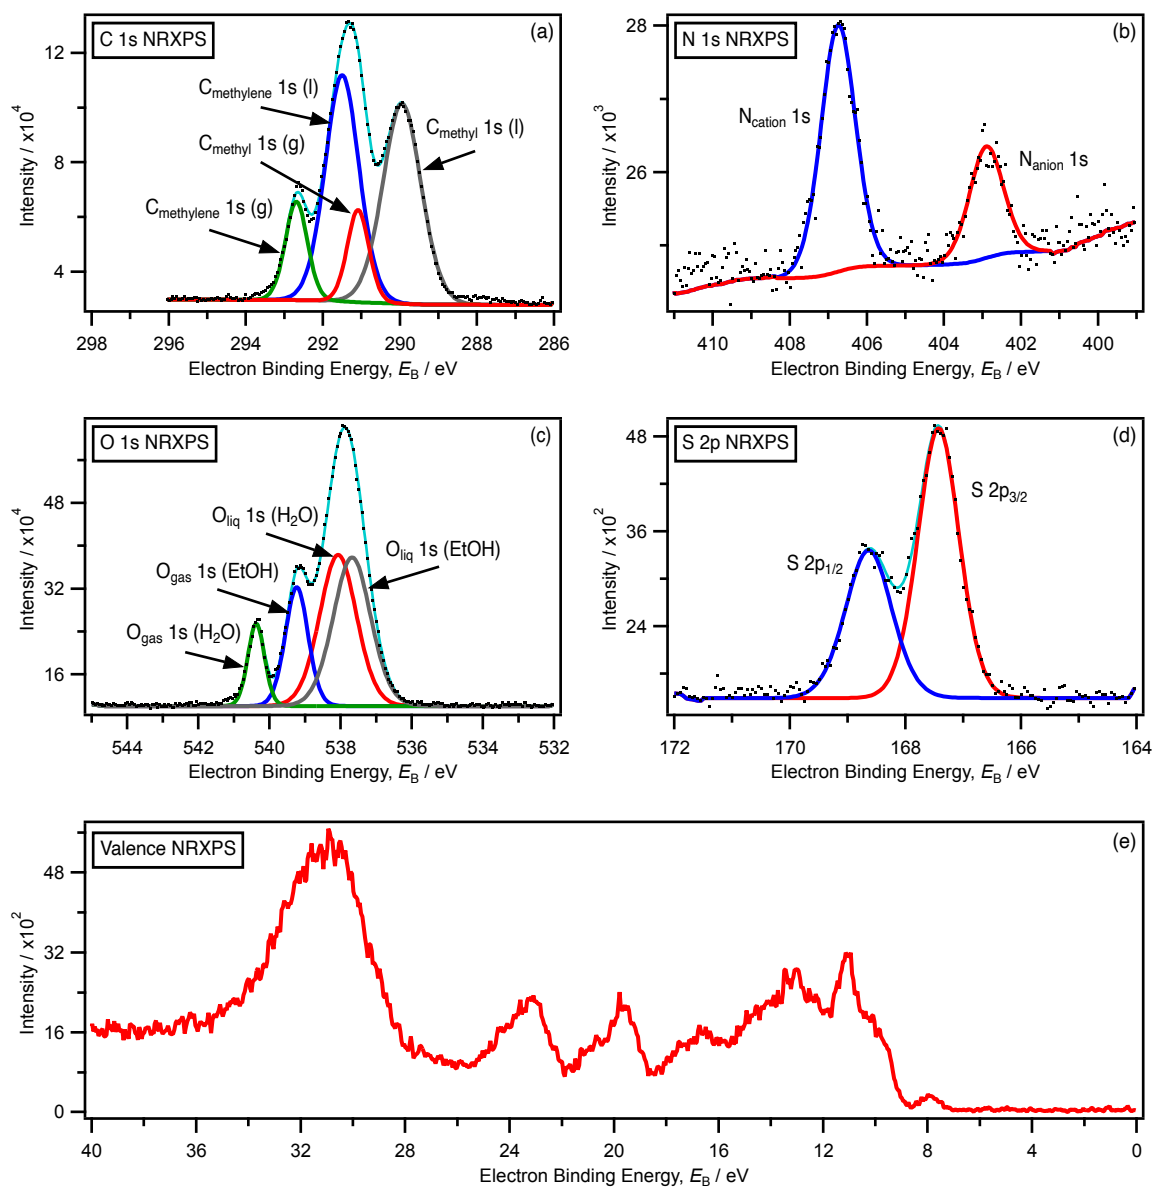 C 1s NRXPS
(a)
C_methylene 1s (l)
C_methyl 1s (g)
C_methyl 1s (l)
C_methylene 1s (g)
12
8
4
Intensity / x10^4
298 296 294 292 290 288 286
Electron Binding Energy, E_B / eV
N 1s NRXPS
(b)
N_cation 1s
N_anion 1s
28
26
Intensity / x10^3
410 408 406 404 402 400
Electron Binding Energy, E_B / eV
O 1s NRXPS
(c)
O_liq 1s (H₂O)
O_liq 1s (EtOH)
O_gas 1s (EtOH)
O_gas 1s (H₂O)
48
32
16
Intensity / x10^4
544 542 540 538 536 534 532
Electron Binding Energy, E_B / eV
S 2p NRXPS
(d)
S 2p_3/2
S 2p_1/2
48
36
24
Intensity / x10^2
172 170 168 166 164
Electron Binding Energy, E_B / eV
Valence NRXPS
(e)
48
32
16
0
Intensity / x10^2
40 36 32 28 24 20 16 12 8 4 0
Electron Binding Energy, E_B / eV